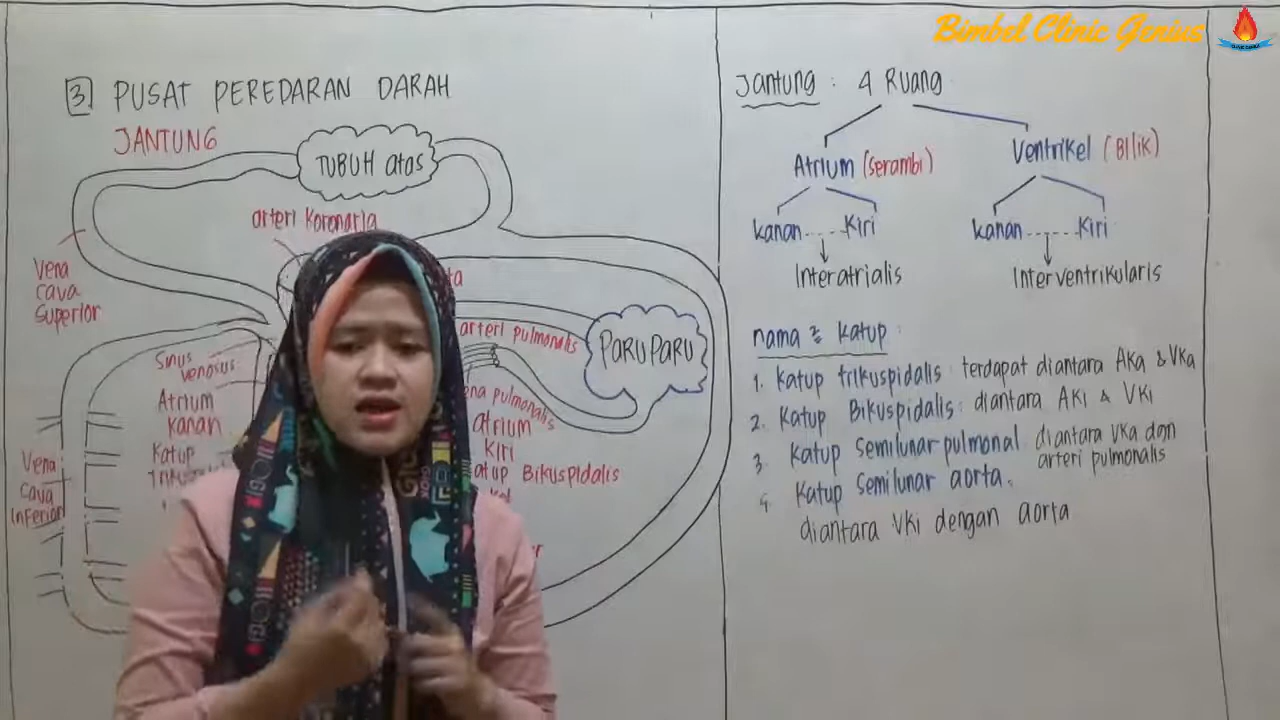 Bimbel Clinic Genius
3 PUSAT PEREDARAN DARAH
JANTUNG
TUBUH atas
arteri Koronaria
Vena
Cava
Superior
arteri pulmonalis
PARU PARU
Sinus
venosus
Atrium
kanan
Katup
pulmonalis
atrium
Kiri
Bikuspidalis
Vena
Cava
Inferior
Jantung : 4 Ruang
Atrium (serambi)
Ventrikel (Bilik)
kanan Kiri
kanan Kiri
Interatrialis
Interventrikularis
nama ² katup :
1. Katup trikuspidalis : terdapat diantara AKa & VKa
2. Katup Bikuspidalis : diantara AKi & VKi
3. Katup Semilunar pulmonal diantara VKa dan
arteri pulmonalis
4. Katup Semilunar aorta.
diantara VKi dengan aorta